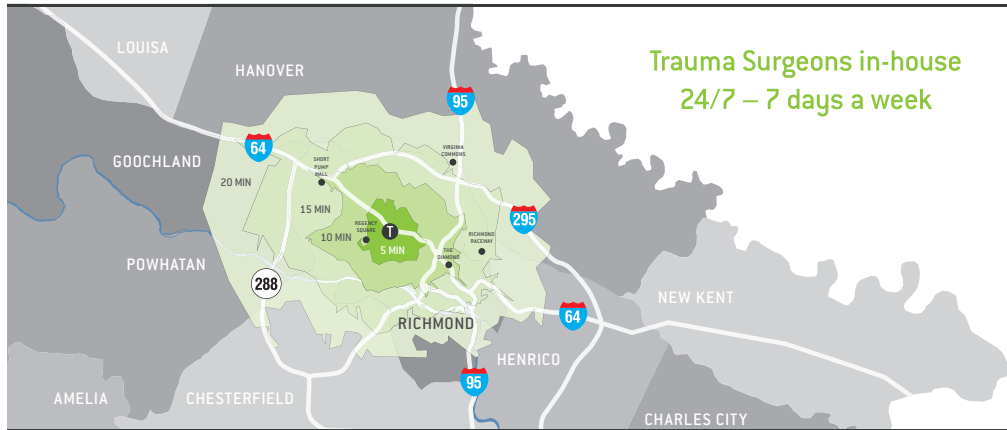 LOUISA
HANOVER
Trauma Surgeons in-house
24/7 – 7 days a week
95
64
VIRGINIA
COMMONS
GOOCHLAND
SHORT
PUMP
MALL
20 MIN
15 MIN
10 MIN
REGENCY
SQUARE
T
5 MIN
295
RICHMOND
RACEWAY
THE
DIAMOND
POWHATAN
288
NEW KENT
RICHMOND
64
HENRICO
95
AMELIA
CHESTERFIELD
CHARLES CITY